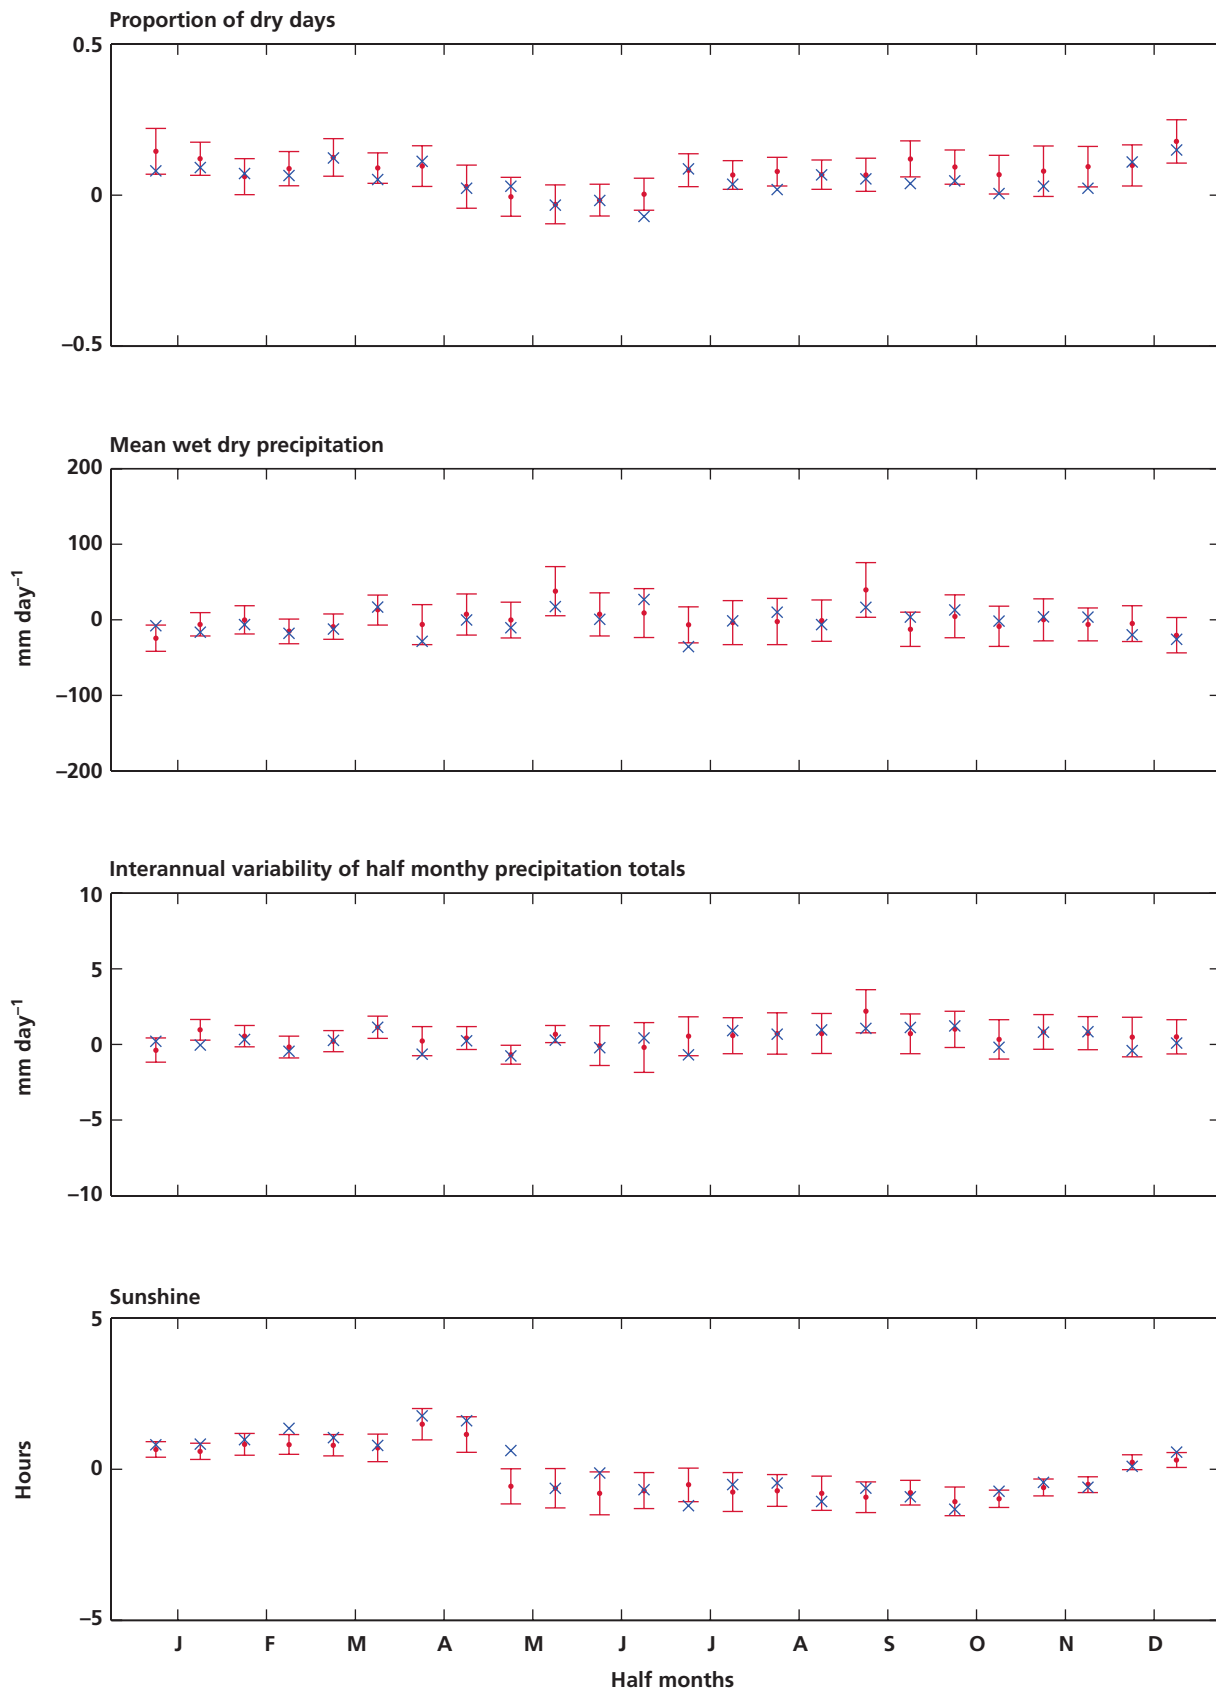 Proportion of dry days
0.5
0
–0.5
Mean wet dry precipitation
200
100
0
–100
–200
mm day–1
Interannual variability of half monthy precipitation totals
10
5
0
–5
–10
mm day–1
Sunshine
5
0
–5
Hours
J F M A M J J A S O N D
Half months